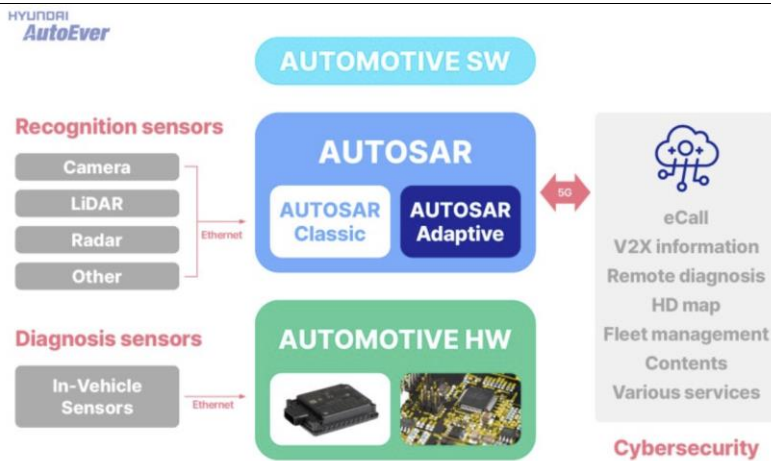 HYUNDAI
AutoEver
AUTOMOTIVE SW
Recognition sensors
Camera
LiDAR
Radar
Other
Ethernet
AUTOSAR
AUTOSAR
Classic
AUTOSAR
Adaptive
5G
eCall
V2X information
Remote diagnosis
HD map
Fleet management
Contents
Various services
Diagnosis sensors
In-Vehicle
Sensors
Ethernet
AUTOMOTIVE HW
Cybersecurity